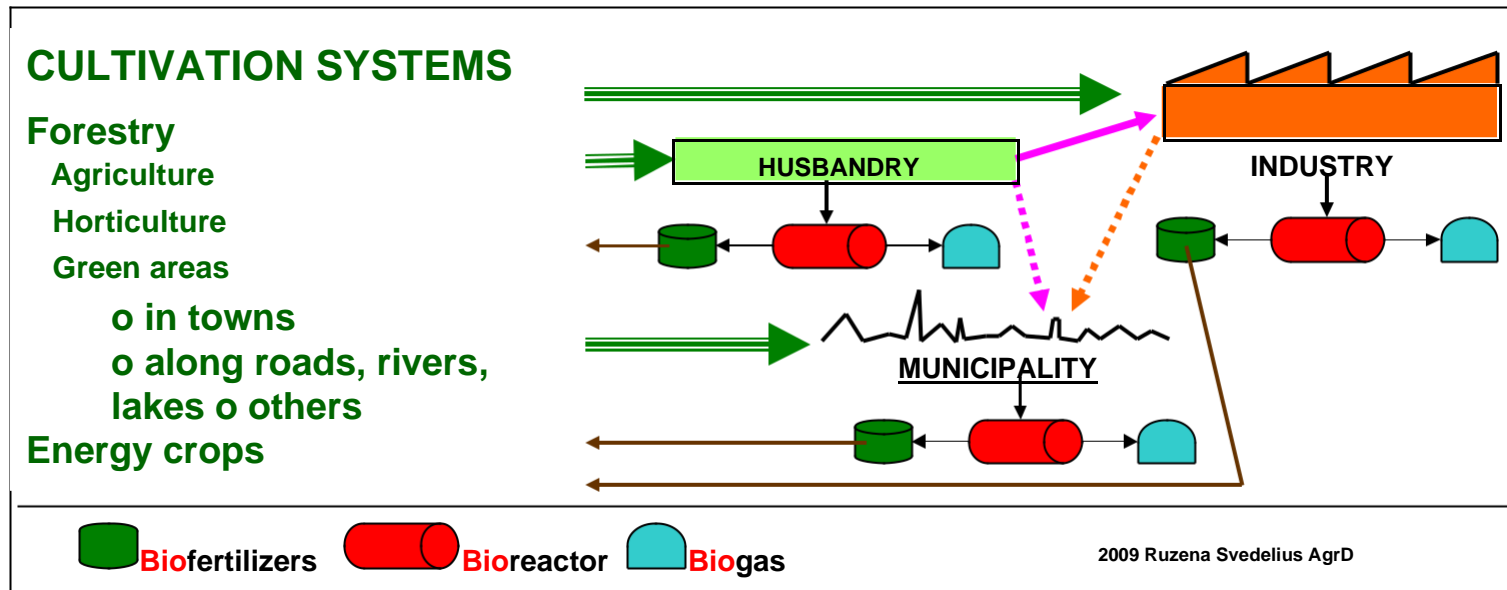 CULTIVATION SYSTEMS
Forestry
Agriculture
Horticulture
Green areas
o in towns
o along roads, rivers,
lakes o others
Energy crops
HUSBANDRY
INDUSTRY
MUNICIPALITY
Biofertilizers
Bioreactor
Biogas
2009 Ruzena Svedelius AgrD